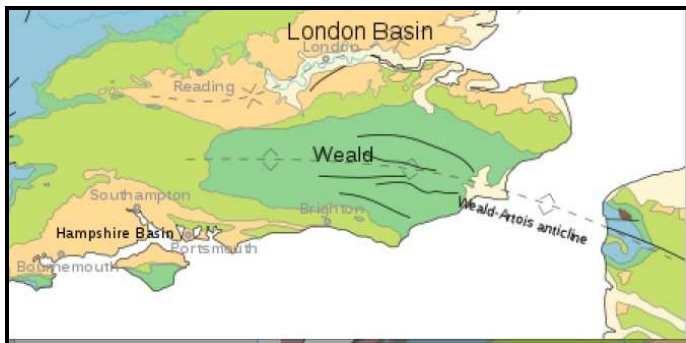 London Basin
London
Reading
Weald
Southampton
Brighton
Weald-Artois anticline
Hampshire Basin
Portsmouth
Bournemouth